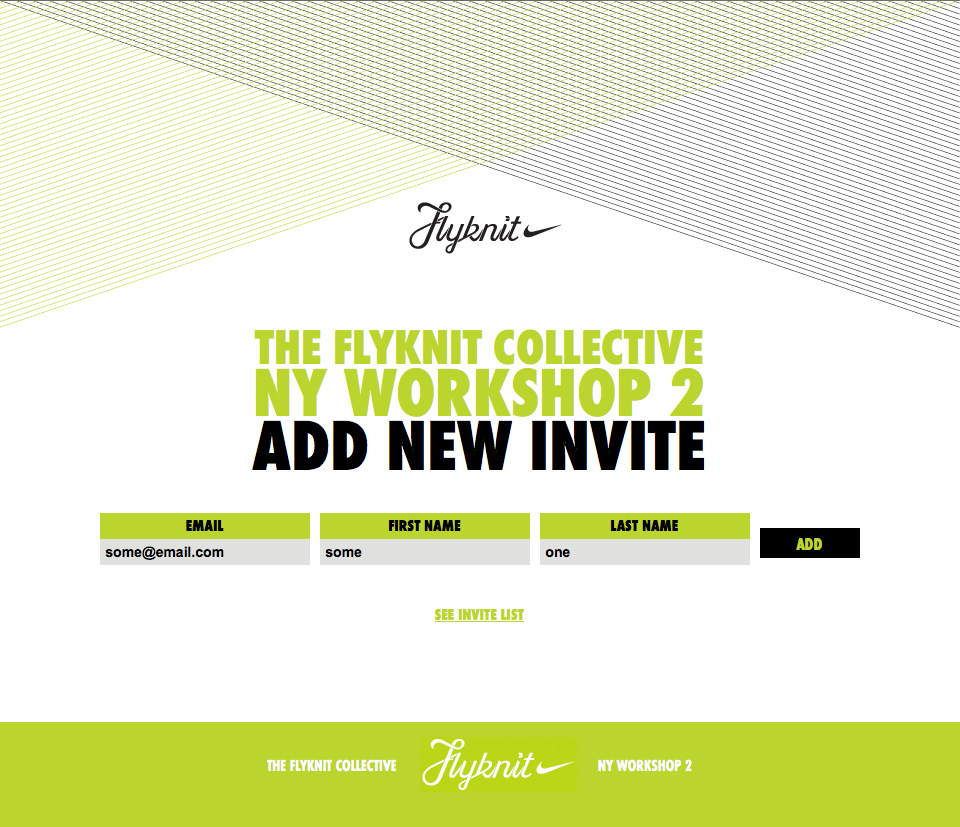 Flyknit
THE FLYKNIT COLLECTIVE
NY WORKSHOP 2
ADD NEW INVITE
EMAIL FIRST NAME LAST NAME
some@email.com some one ADD
SEE INVITE LIST
THE FLYKNIT COLLECTIVE Flyknit NY WORKSHOP 2